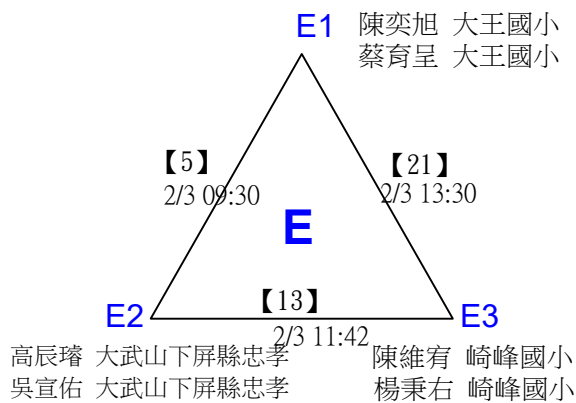 E1
陳奕旭 大王國小
蔡育呈 大王國小
【5】
2/3 09:30
【21】
2/3 13:30
E
【13】
2/3 11:42
E2
E3
高辰璿 大武山下屏縣忠孝
吳宣佑 大武山下屏縣忠孝
陳維宥 崎峰國小
楊秉右 崎峰國小